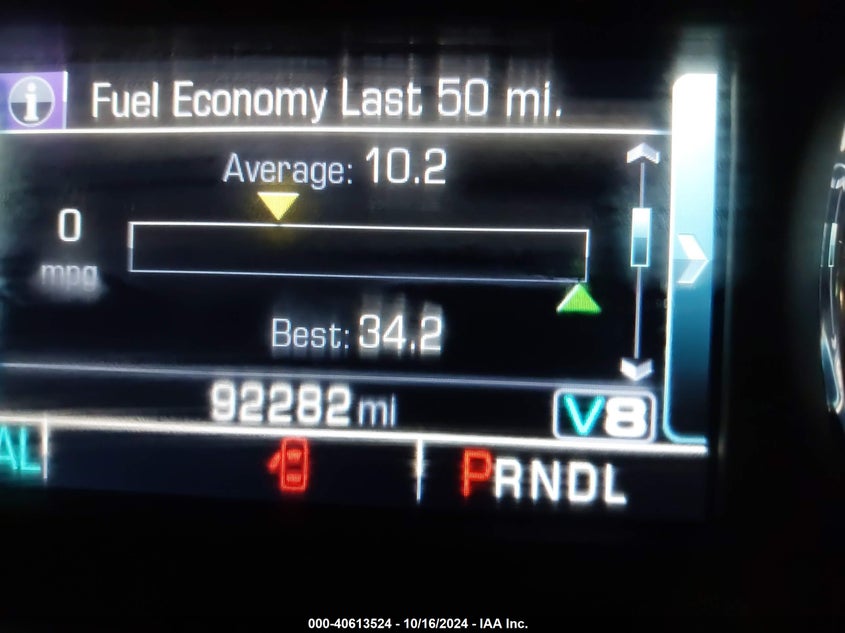 Fuel Economy Last 50 mi.
Average: 10.2
0
mpg
Best: 34.2
92282 mi
V8
AL
PRNDL
000-40613524 - 10/16/2024 - IAA Inc.